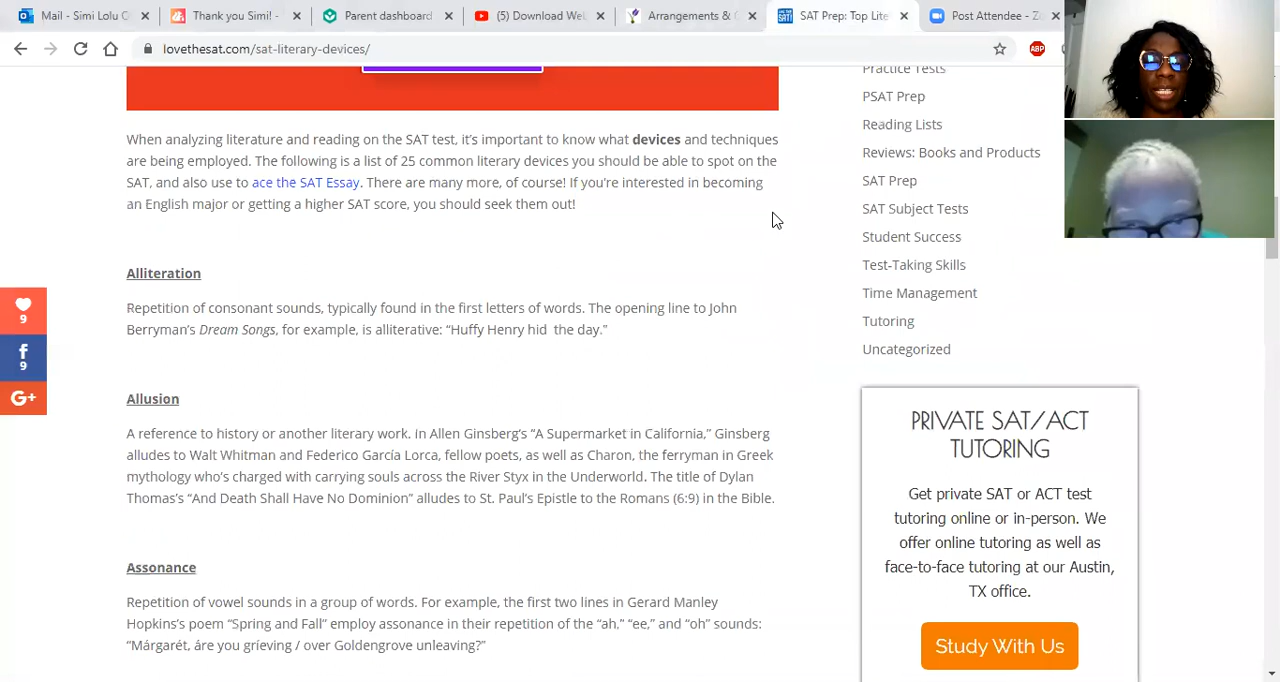 Mail - Simi Lolu G
Thank you Simi! -
Parent dashboard
(5) Download Web
Arrangements & C
SAT Prep: Top Lite
Post Attendee - Zo
lovethesat.com/sat-literary-devices/
ABP
When analyzing literature and reading on the SAT test, it's important to know what devices and techniques
are being employed. The following is a list of 25 common literary devices you should be able to spot on the
SAT, and also use to ace the SAT Essay. There are many more, of course! If you're interested in becoming
an English major or getting a higher SAT score, you should seek them out!
Alliteration
Repetition of consonant sounds, typically found in the first letters of words. The opening line to John
Berryman's Dream Songs, for example, is alliterative: “Huffy Henry hid the day.”
Allusion
A reference to history or another literary work. In Allen Ginsberg's “A Supermarket in California,” Ginsberg
alludes to Walt Whitman and Federico García Lorca, fellow poets, as well as Charon, the ferryman in Greek
mythology who's charged with carrying souls across the River Styx in the Underworld. The title of Dylan
Thomas's “And Death Shall Have No Dominion” alludes to St. Paul's Epistle to the Romans (6:9) in the Bible.
Assonance
Repetition of vowel sounds in a group of words. For example, the first two lines in Gerard Manley
Hopkins's poem “Spring and Fall” employ assonance in their repetition of the “ah,” “ee,” and “oh” sounds:
“Márgarét, áre you gríeving / over Goldengrove unleaving?”
9
f
9
G+
Practice Tests
PSAT Prep
Reading Lists
Reviews: Books and Products
SAT Prep
SAT Subject Tests
Student Success
Test-Taking Skills
Time Management
Tutoring
Uncategorized
PRIVATE SAT/ACT
TUTORING
Get private SAT or ACT test
tutoring online or in-person. We
offer online tutoring as well as
face-to-face tutoring at our Austin,
TX office.
Study With Us